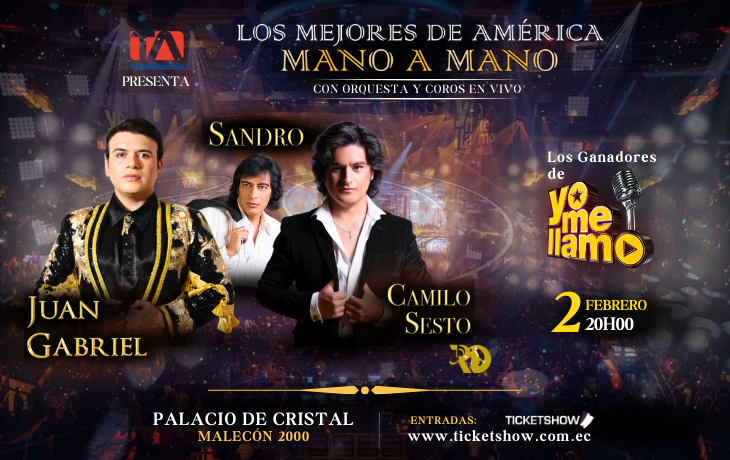 TA
PRESENTA
LOS MEJORES DE AMÉRICA
MANO A MANO
CON ORQUESTA Y COROS EN VIVO
SANDRO
Los Ganadores
de
yo
me
llamo
JUAN
GABRIEL
CAMILO
SESTO
2 FEBRERO
20H00
PALACIO DE CRISTAL
MALECÓN 2000
ENTRADAS: TICKETSHOW
www.ticketshow.com.ec